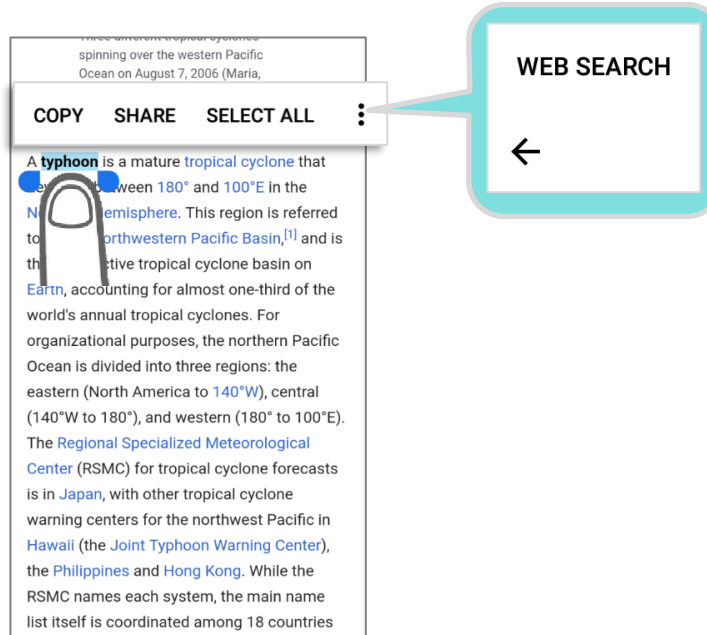 spinning over the western Pacific
Ocean on August 7, 2006 (Maria,
COPY SHARE SELECT ALL
WEB SEARCH
A typhoon is a mature tropical cyclone that
between 180° and 100°E in the
Hemisphere. This region is referred
to Northwestern Pacific Basin,[1] and is
active tropical cyclone basin on
Earth, accounting for almost one-third of the
world's annual tropical cyclones. For
organizational purposes, the northern Pacific
Ocean is divided into three regions: the
eastern (North America to 140°W), central
(140°W to 180°), and western (180° to 100°E).
The Regional Specialized Meteorological
Center (RSMC) for tropical cyclone forecasts
is in Japan, with other tropical cyclone
warning centers for the northwest Pacific in
Hawaii (the Joint Typhoon Warning Center),
the Philippines and Hong Kong. While the
RSMC names each system, the main name
list itself is coordinated among 18 countries